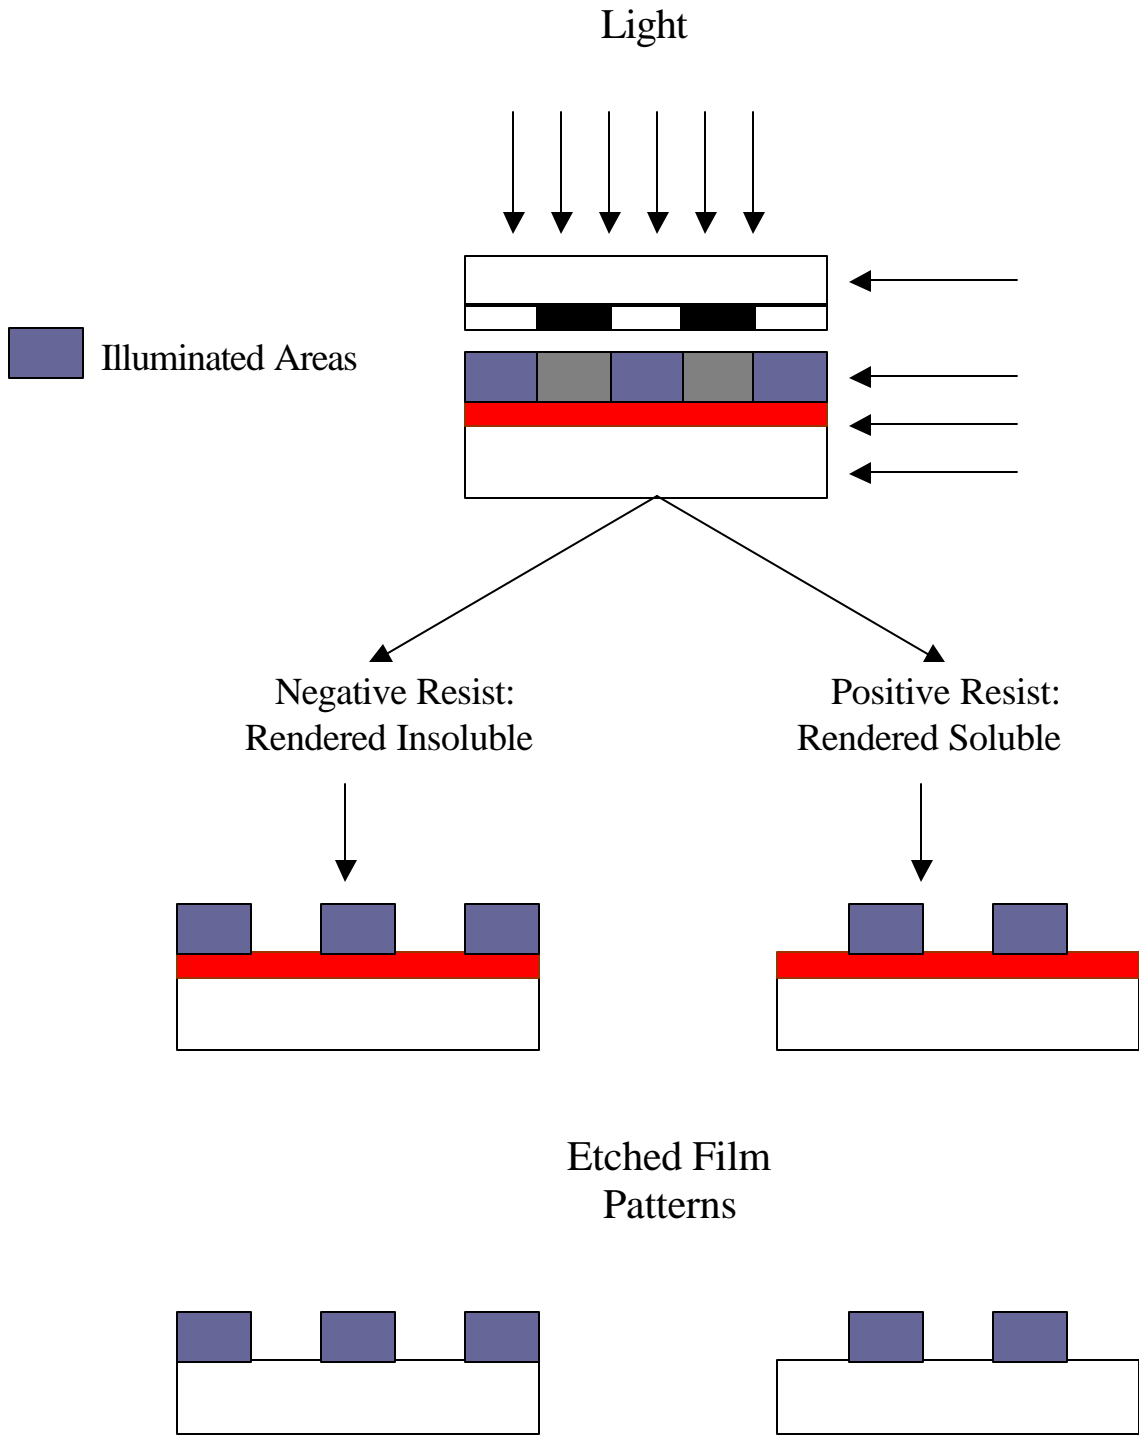 Light
Illuminated Areas
Negative Resist:
Rendered Insoluble
Positive Resist:
Rendered Soluble
Etched Film
Patterns